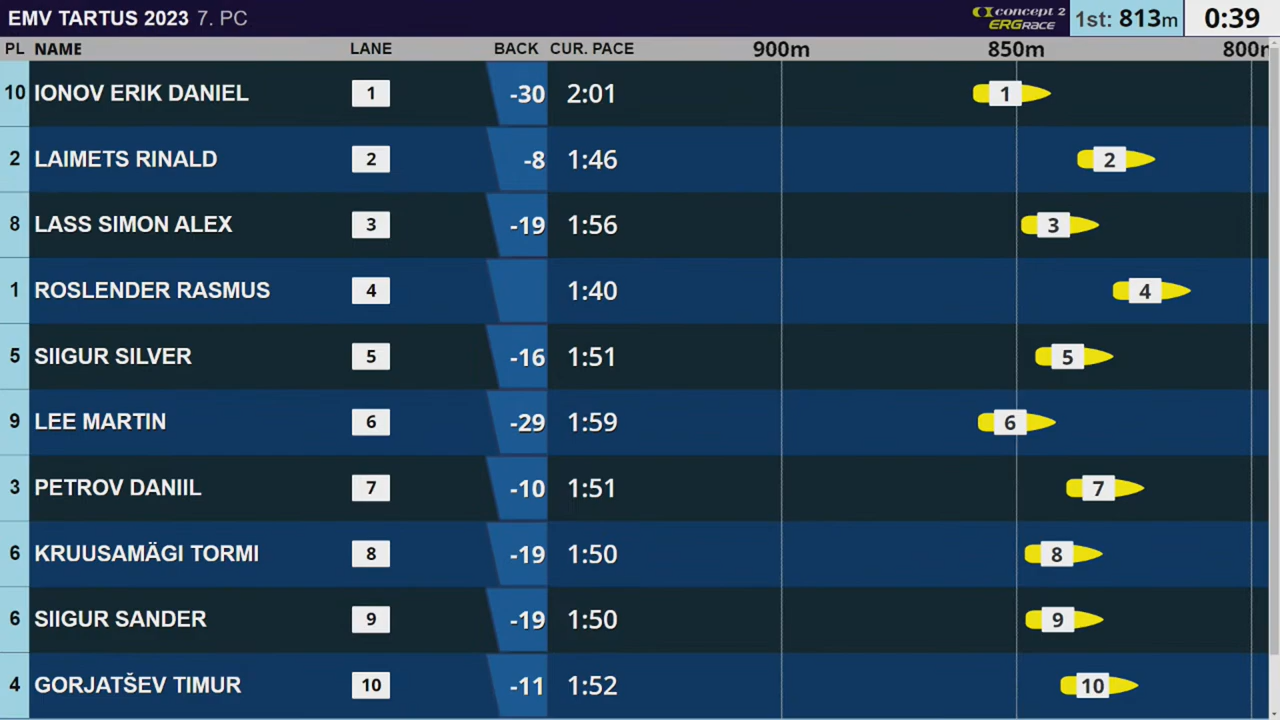 EMV TARTUS 2023 7. PC concept 2 ERGRACE 1st: 813m 0:39
PL NAME LANE BACK CUR. PACE 900m 850m 800m
10 IONOV ERIK DANIEL 1 -30 2:01 1
2 LAIMETS RINALD 2 -8 1:46 2
8 LASS SIMON ALEX 3 -19 1:56 3
1 ROSLENDER RASMUS 4 1:40 4
5 SIIGUR SILVER 5 -16 1:51 5
9 LEE MARTIN 6 -29 1:59 6
3 PETROV DANIIL 7 -10 1:51 7
6 KRUUSAMÄGI TORMI 8 -19 1:50 8
6 SIIGUR SANDER 9 -19 1:50 9
4 GORJATŠEV TIMUR 10 -11 1:52 10